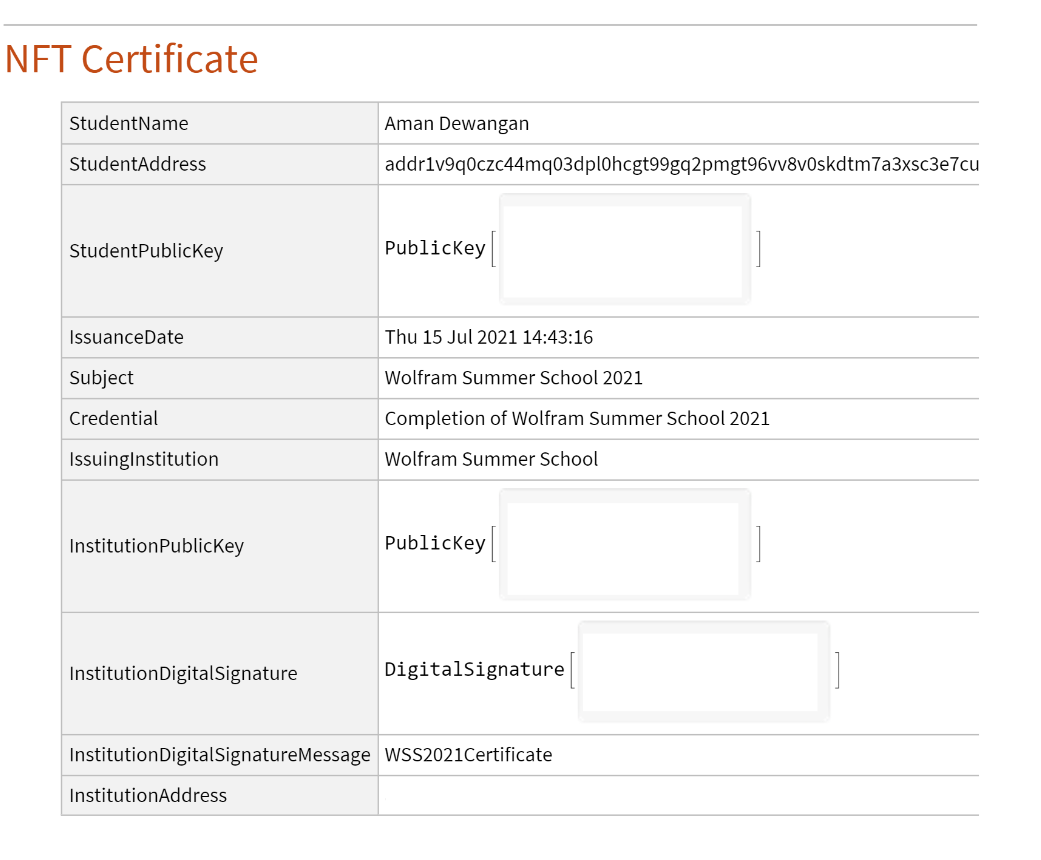 NFT Certificate
StudentName Aman Dewangan
StudentAddress addr1v9q0czc44mq03dpl0hcgt99gq2pmgt96vv8v0skdtm7a3xsc3e7cu
StudentPublicKey PublicKey[ ]
IssuanceDate Thu 15 Jul 2021 14:43:16
Subject Wolfram Summer School 2021
Credential Completion of Wolfram Summer School 2021
IssuingInstitution Wolfram Summer School
InstitutionPublicKey PublicKey[ ]
InstitutionDigitalSignature DigitalSignature[ ]
InstitutionDigitalSignatureMessage WSS2021Certificate
InstitutionAddress